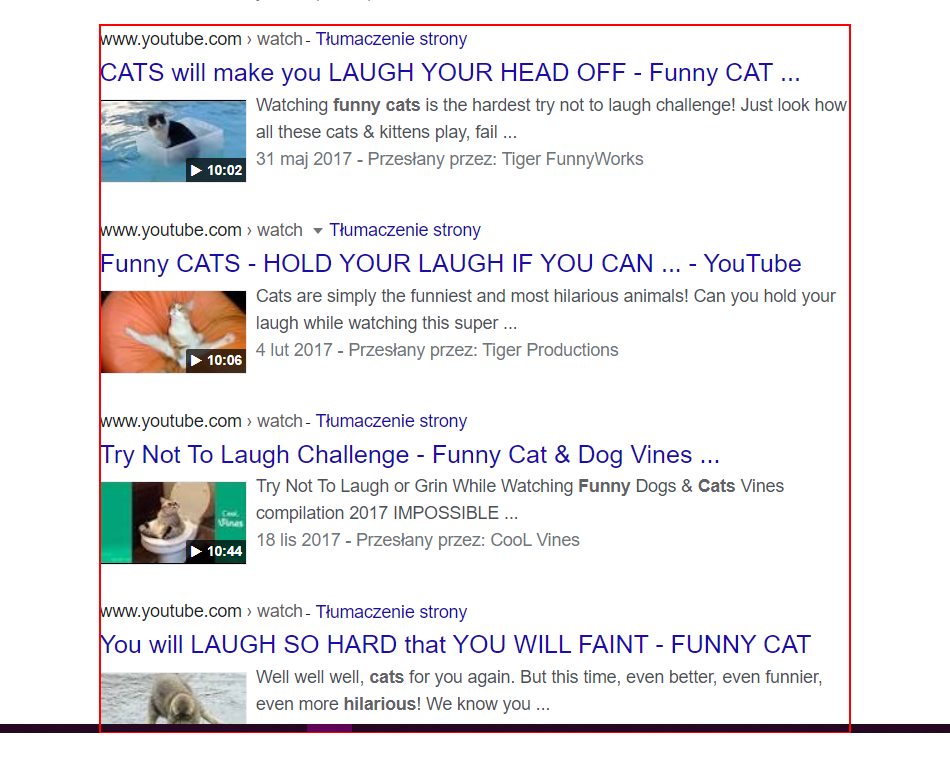 www.youtube.com › watch - Tłumaczenie strony
CATS will make you LAUGH YOUR HEAD OFF - Funny CAT ...
Watching funny cats is the hardest try not to laugh challenge! Just look how
all these cats & kittens play, fail ...
10:02
31 maj 2017 - Przesłany przez: Tiger FunnyWorks
www.youtube.com › watch Tłumaczenie strony
Funny CATS - HOLD YOUR LAUGH IF YOU CAN ... - YouTube
Cats are simply the funniest and most hilarious animals! Can you hold your
laugh while watching this super ...
10:06
4 lut 2017 - Przesłany przez: Tiger Productions
www.youtube.com › watch - Tłumaczenie strony
Try Not To Laugh Challenge - Funny Cat & Dog Vines ...
Try Not To Laugh or Grin While Watching Funny Dogs & Cats Vines
compilation 2017 IMPOSSIBLE ...
CooL
Vines
10:44
18 lis 2017 - Przesłany przez: CooL Vines
www.youtube.com › watch - Tłumaczenie strony
You will LAUGH SO HARD that YOU WILL FAINT - FUNNY CAT
Well well well, cats for you again. But this time, even better, even funnier,
even more hilarious! We know you ...